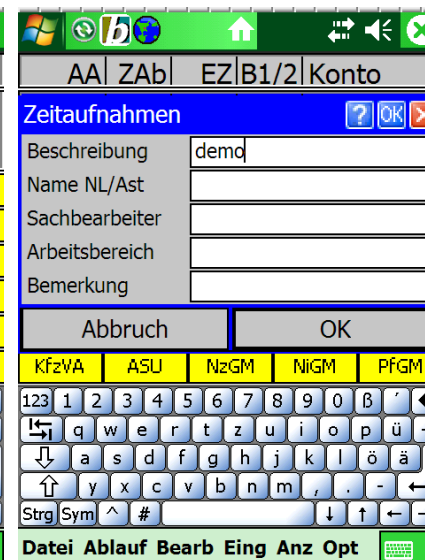 AA ZAb EZ B1/2 Konto
Zeitaufnahmen ? OK X
Beschreibung demo
Name NL/Ast
Sachbearbeiter
Arbeitsbereich
Bemerkung
Abbruch OK
KfzVA ASU NzGM NiGM PfGM
123 1 2 3 4 5 6 7 8 9 0 ß ´
q w e r t z u i o p ü
a s d f g h j k l ö ä
y x c v b n m , . -
Strg Sym ^ #
Datei Ablauf Bearb Eing Anz Opt